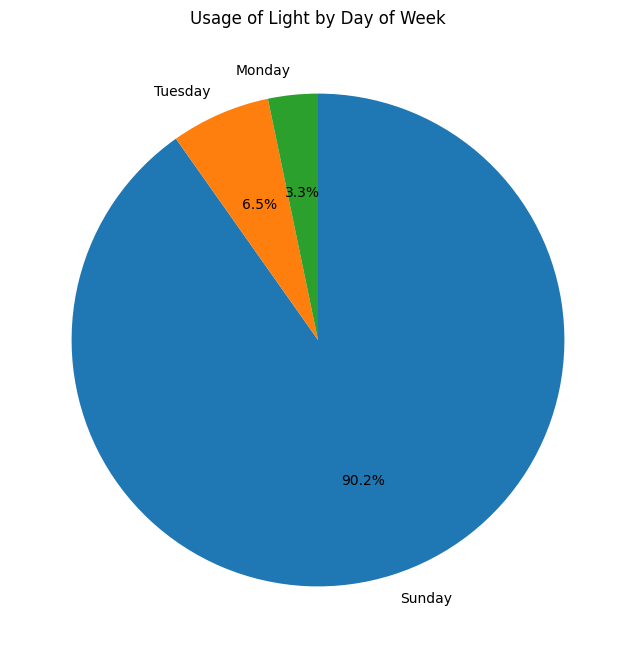 Usage of Light by Day of Week
Monday
Tuesday
3.3%
6.5%
90.2%
Sunday